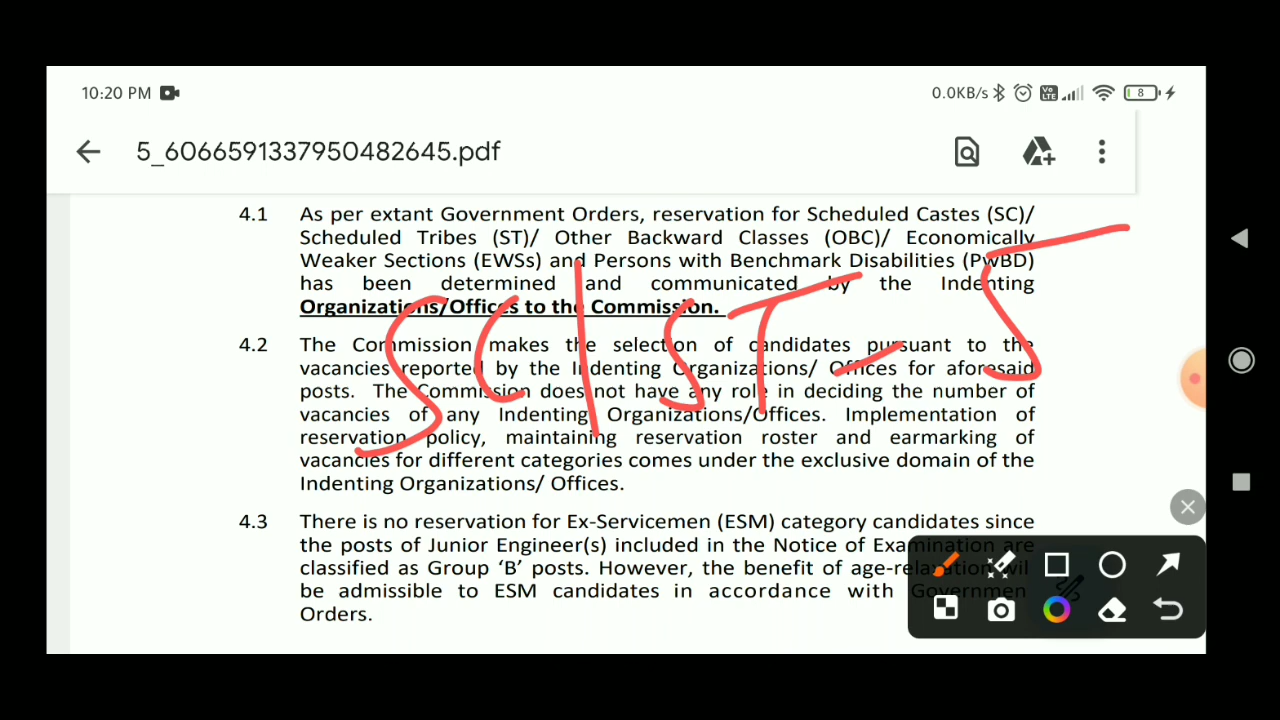 10:20 PM
0.0KB/s Vo LTE 8
5_6066591337950482645.pdf
4.1 As per extant Government Orders, reservation for Scheduled Castes (SC)/
Scheduled Tribes (ST)/ Other Backward Classes (OBC)/ Economically
Weaker Sections (EWSs) and Persons with Benchmark Disabilities (PwBD)
has been determined and communicated by the Indenting
Organizations/Offices to the Commission.
SC/ST-5
4.2 The Commission makes the selection of candidates pursuant to the
vacancies reported by the Indenting Organizations/ Offices for aforesaid
posts. The Commission does not have any role in deciding the number of
vacancies of any Indenting Organizations/Offices. Implementation of
reservation policy, maintaining reservation roster and earmarking of
vacancies for different categories comes under the exclusive domain of the
Indenting Organizations/ Offices.
4.3 There is no reservation for Ex-Servicemen (ESM) category candidates since
the posts of Junior Engineer(s) included in the Notice of Examination are
classified as Group ‘B’ posts. However, the benefit of age-relaxation wil
be admissible to ESM candidates in accordance with Governmen
Orders.